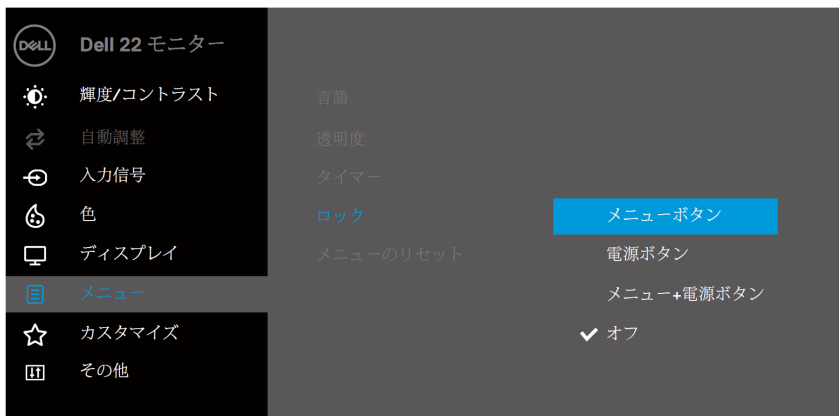 DELL
Dell 22 モニター
輝度/コントラスト
自動調整
入力信号
色
ディスプレイ
メニュー
カスタマイズ
その他
言語
透明度
タイマー
ロック
メニューのリセット
メニューボタン
電源ボタン
メニュー+電源ボタン
オフ